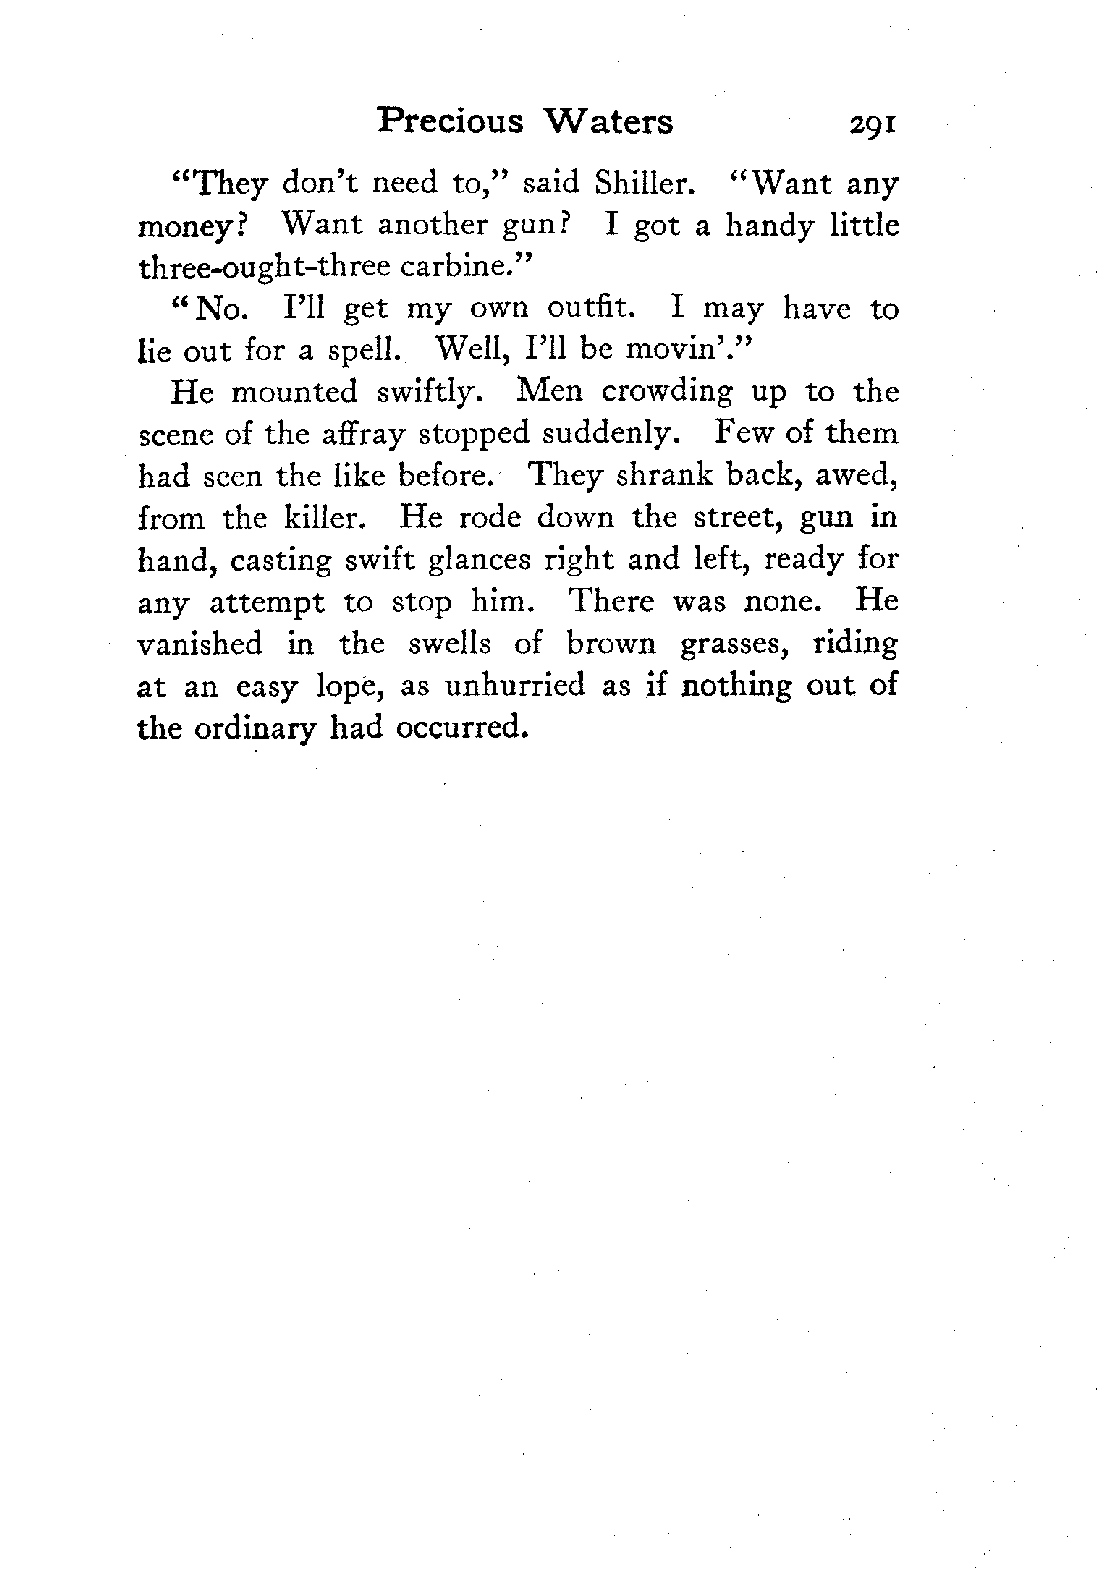 Precious Waters 291
“They don’t need to,” said Shiller. “Want any
money? Want another gun? I got a handy little
three-ought-three carbine.”
“No. I’ll get my own outfit. I may have to
lie out for a spell. Well, I’ll be movin’.”
He mounted swiftly. Men crowding up to the
scene of the affray stopped suddenly. Few of them
had seen the like before. They shrank back, awed,
from the killer. He rode down the street, gun in
hand, casting swift glances right and left, ready for
any attempt to stop him. There was none. He
vanished in the swells of brown grasses, riding
at an easy lope, as unhurried as if nothing out of
the ordinary had occurred.